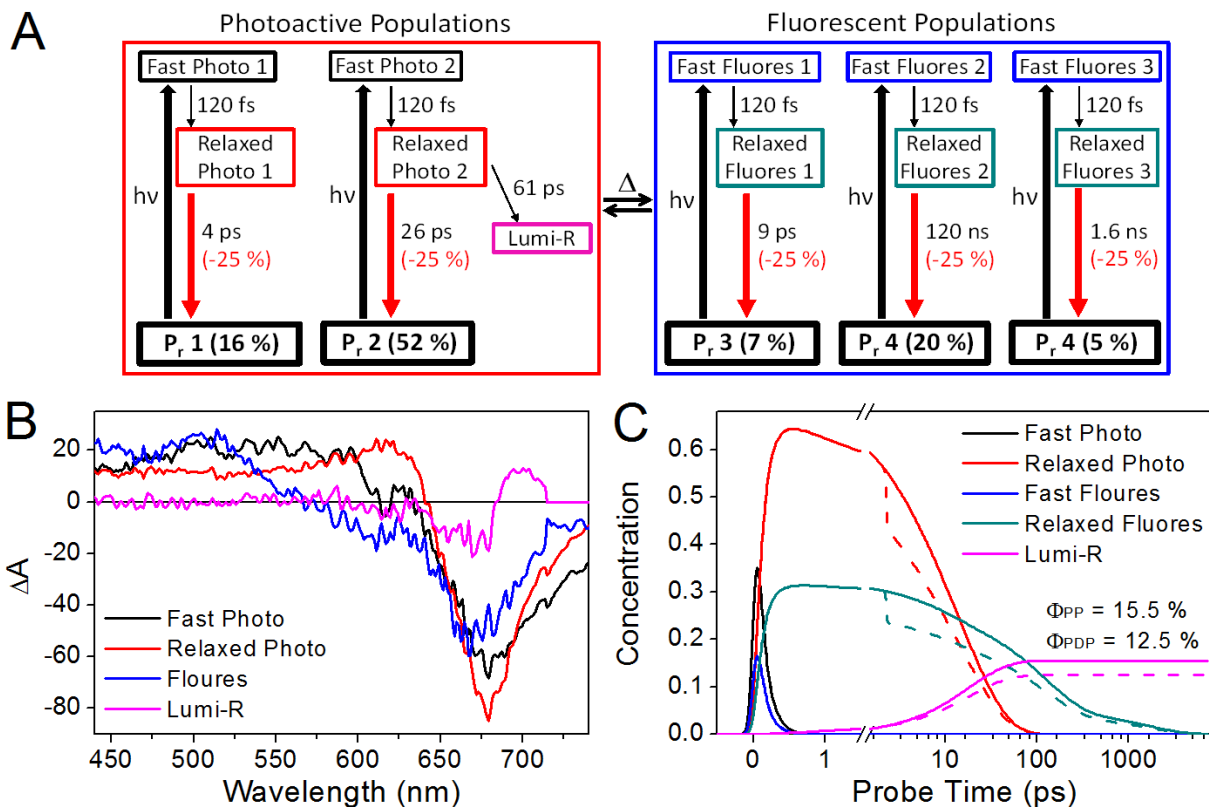 A
Photoactive Populations
Fluorescent Populations
Fast Photo 1
Fast Photo 2
Fast Fluores 1
Fast Fluores 2
Fast Fluores 3
120 fs
120 fs
120 fs
120 fs
120 fs
Relaxed
Photo 1
Relaxed
Photo 2
Relaxed
Fluores 1
Relaxed
Fluores 2
Relaxed
Fluores 3
hν
hν
61 ps
Δ
hν
hν
hν
Lumi-R
4 ps
(-25 %)
26 ps
(-25 %)
9 ps
(-25 %)
120 ns
(-25 %)
1.6 ns
(-25 %)
Pr 1 (16 %)
Pr 2 (52 %)
Pr 3 (7 %)
Pr 4 (20 %)
Pr 4 (5 %)
B
20
0
-20
-40
-60
-80
ΔA
Fast Photo
Relaxed Photo
Floures
Lumi-R
450
500
550
600
650
700
Wavelength (nm)
C
0.6
0.5
0.4
0.3
0.2
0.1
0.0
Concentration
Fast Photo
Relaxed Photo
Fast Floures
Relaxed Fluores
Lumi-R
ΦPP = 15.5 %
ΦPDP = 12.5 %
0
1
10
100
1000
Probe Time (ps)